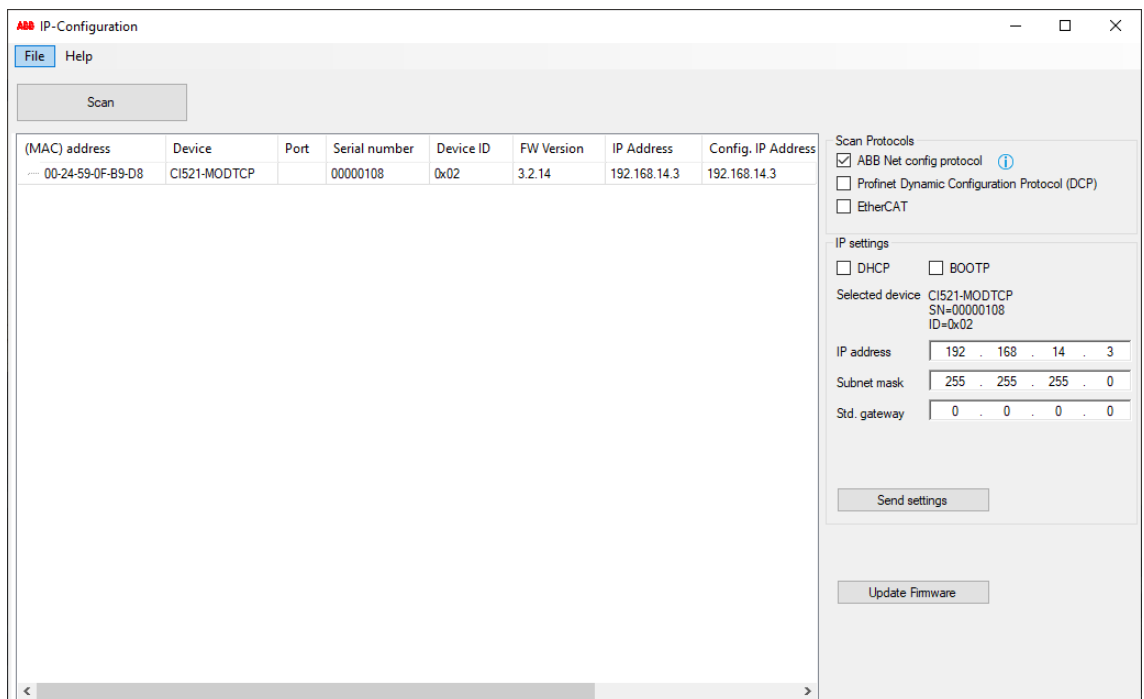 ABB IP-Configuration
File Help
Scan
(MAC) address Device Port Serial number Device ID FW Version IP Address Config. IP Address
00-24-59-0F-B9-D8 CI521-MODTCP 00000108 0x02 3.2.14 192.168.14.3 192.168.14.3
Scan Protocols
ABB Net config protocol
Profinet Dynamic Configuration Protocol (DCP)
EtherCAT
IP settings
DHCP BOOTP
Selected device CI521-MODTCP
SN=00000108
ID=0x02
IP address 192 . 168 . 14 . 3
Subnet mask 255 . 255 . 255 . 0
Std. gateway 0 . 0 . 0 . 0
Send settings
Update Firmware